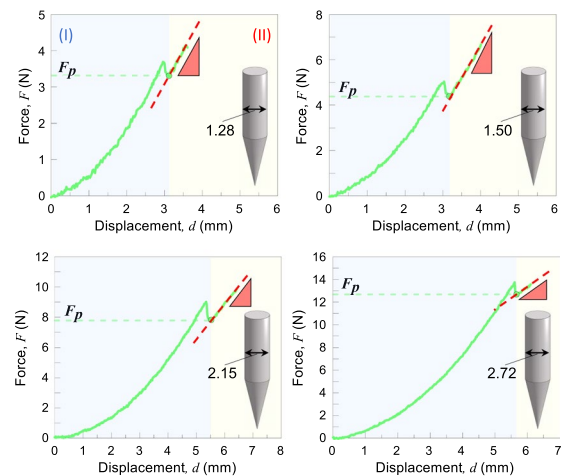 (I) (II)
5
4
3
2
1
0
Force, F (N)
Fp
1.28
0 1 2 3 4 5 6
Displacement, d (mm)
8
6
4
2
0
Force, F (N)
Fp
1.50
0 1 2 3 4 5 6
Displacement, d (mm)
12
10
8
6
4
2
0
Force, F (N)
Fp
2.15
0 1 2 3 4 5 6 7 8
Displacement, d (mm)
16
14
12
10
8
6
4
2
0
Force, F (N)
Fp
2.72
0 1 2 3 4 5 6 7
Displacement, d (mm)